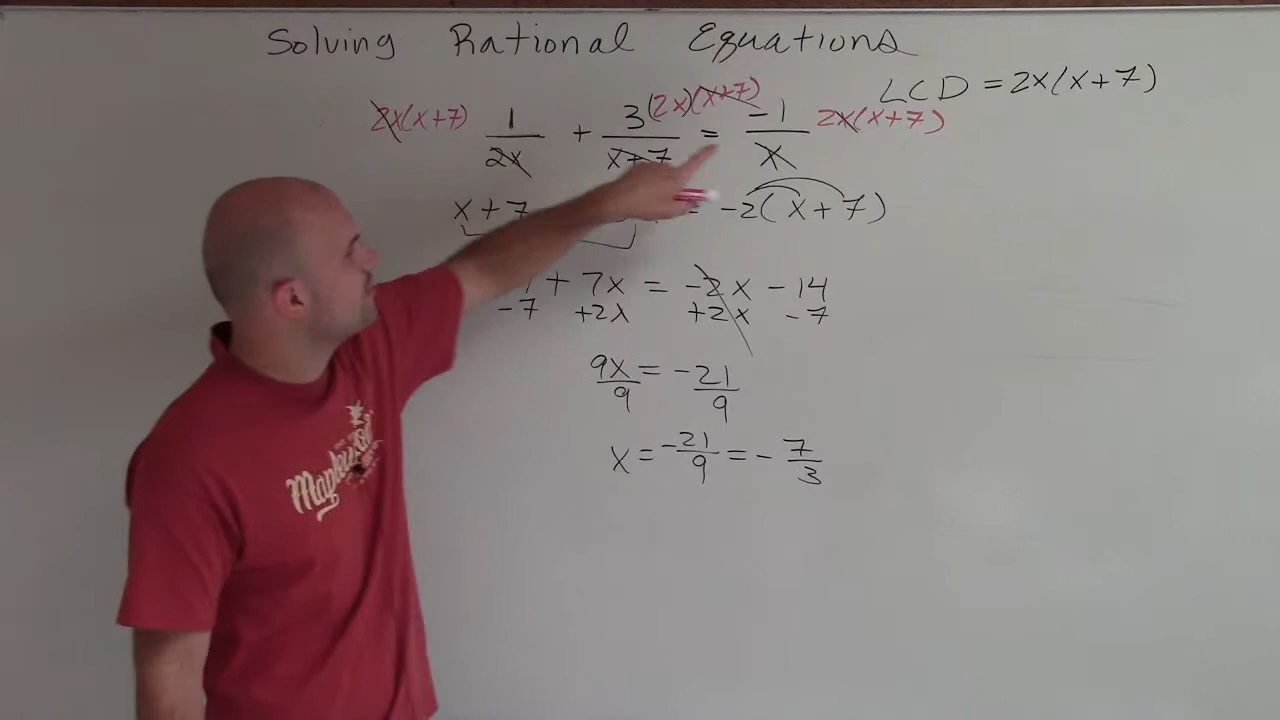 Solving Rational Equations
LCD = 2x(x+7)
2x(x+7) 1/2x + 3(2x)(x+7)/x+7 = -1/x 2x(x+7)
x+7 = -2(x+7)
+ 7x = -2x - 14
-7 +2x +2x -7
9x/9 = -21/9
x = -21/9 = -7/3